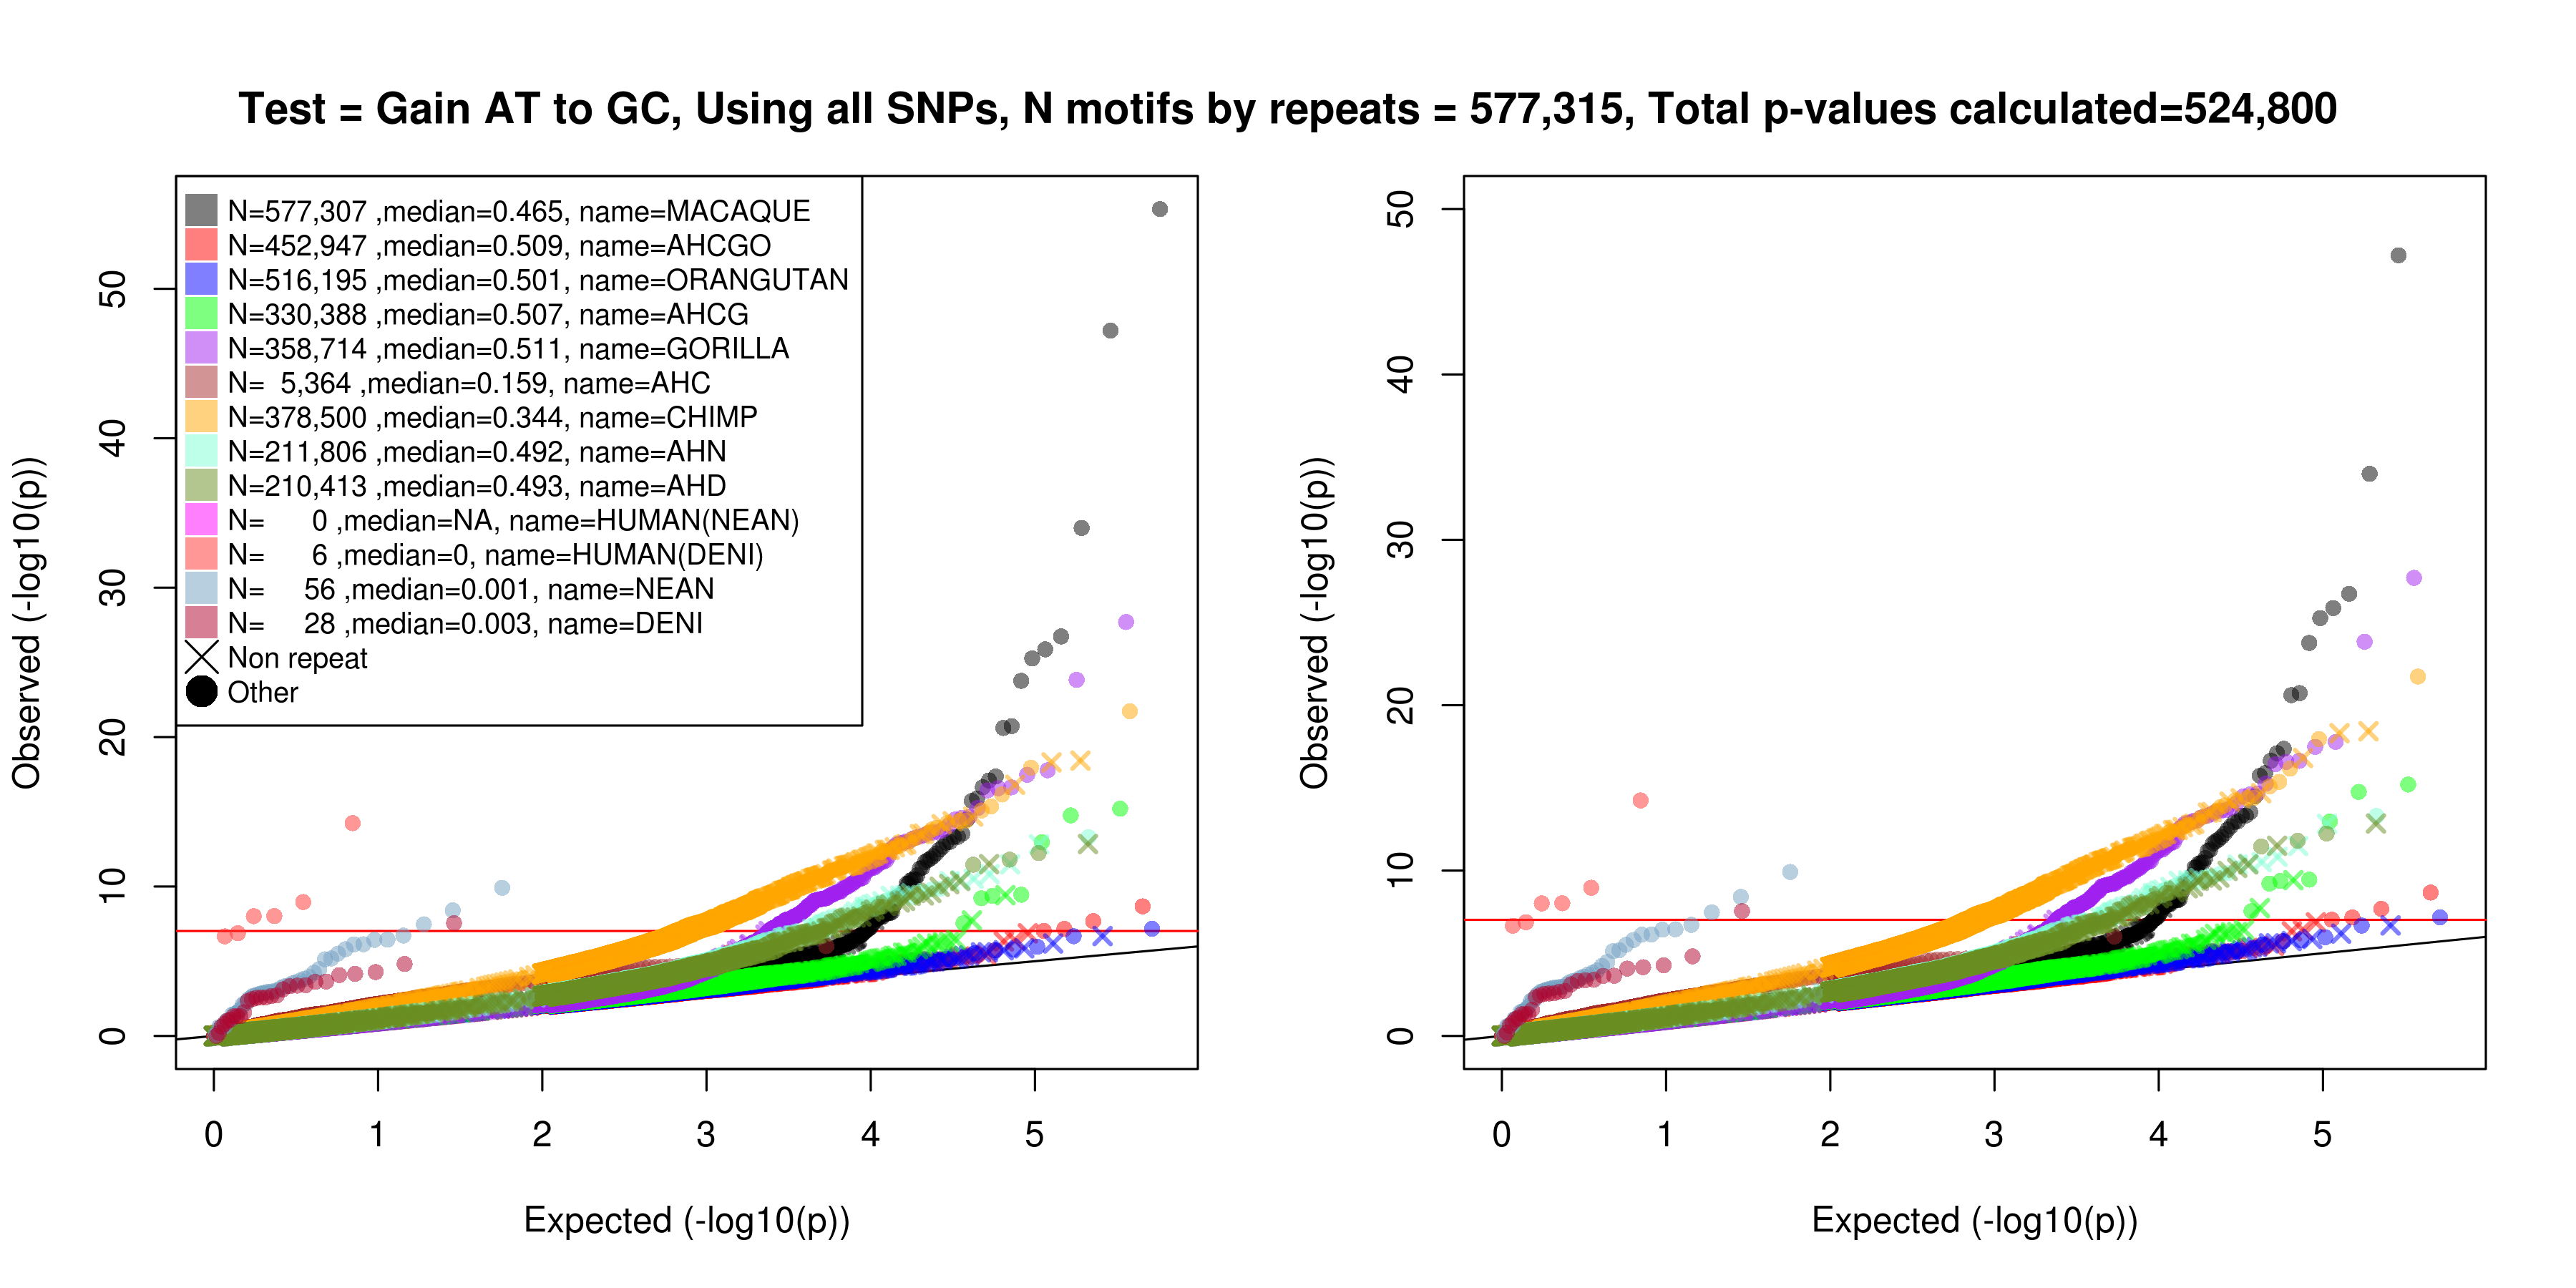 Test = Gain AT to GC, Using all SNPs, N motifs by repeats = 577,315, Total p-values calculated=524,800
Observed (-log10(p))
50
40
30
20
10
0
N=577,307 ,median=0.465, name=MACAQUE
N=452,947 ,median=0.509, name=AHCGO
N=516,195 ,median=0.501, name=ORANGUTAN
N=330,388 ,median=0.507, name=AHCG
N=358,714 ,median=0.511, name=GORILLA
N= 5,364 ,median=0.159, name=AHC
N=378,500 ,median=0.344, name=CHIMP
N=211,806 ,median=0.492, name=AHN
N=210,413 ,median=0.493, name=AHD
N= 0 ,median=NA, name=HUMAN(NEAN)
N= 6 ,median=0, name=HUMAN(DENI)
N= 56 ,median=0.001, name=NEAN
N= 28 ,median=0.003, name=DENI
Non repeat
Other
0 1 2 3 4 5
Expected (-log10(p))
Observed (-log10(p))
50
40
30
20
10
0
0 1 2 3 4 5
Expected (-log10(p))